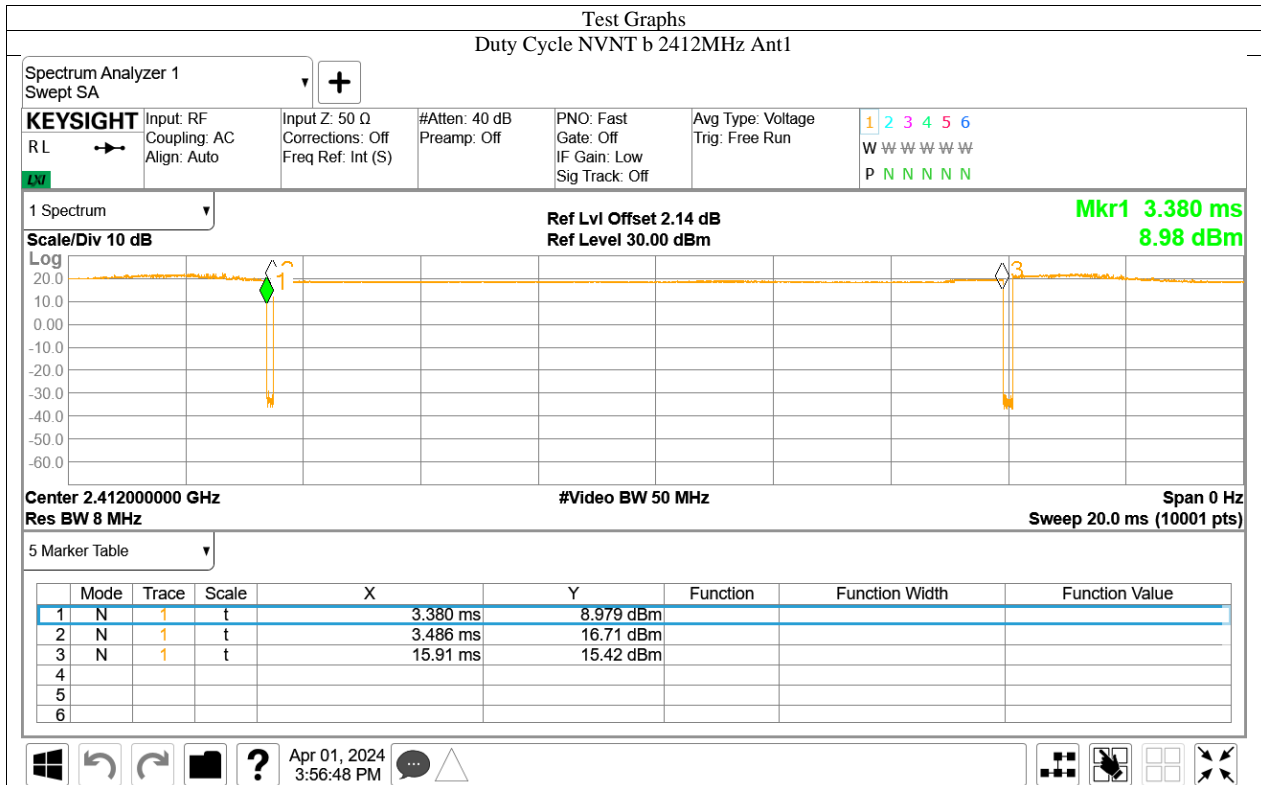 Test Graphs
Duty Cycle NVNT b 2412MHz Ant1
Spectrum Analyzer 1
Swept SA
KEYSIGHT
R L
LXI
Input: RF
Coupling: AC
Align: Auto
Input Z: 50 Ω
Corrections: Off
Freq Ref: Int (S)
#Atten: 40 dB
Preamp: Off
PNO: Fast
Gate: Off
IF Gain: Low
Sig Track: Off
Avg Type: Voltage
Trig: Free Run
1 2 3 4 5 6
W W W W W W
P N N N N N
1 Spectrum
Scale/Div 10 dB
Ref Lvl Offset 2.14 dB
Ref Level 30.00 dBm
Mkr1 3.380 ms
8.98 dBm
Log
20.0
10.0
0.00
-10.0
-20.0
-30.0
-40.0
-50.0
-60.0
1
3
Center 2.412000000 GHz
#Video BW 50 MHz
Span 0 Hz
Res BW 8 MHz
Sweep 20.0 ms (10001 pts)
5 Marker Table
Mode Trace Scale X Y Function Function Width Function Value
1 N 1 t 3.380 ms 8.979 dBm
2 N 1 t 3.486 ms 16.71 dBm
3 N 1 t 15.91 ms 15.42 dBm
4
5
6
?
Apr 01, 2024
3:56:48 PM